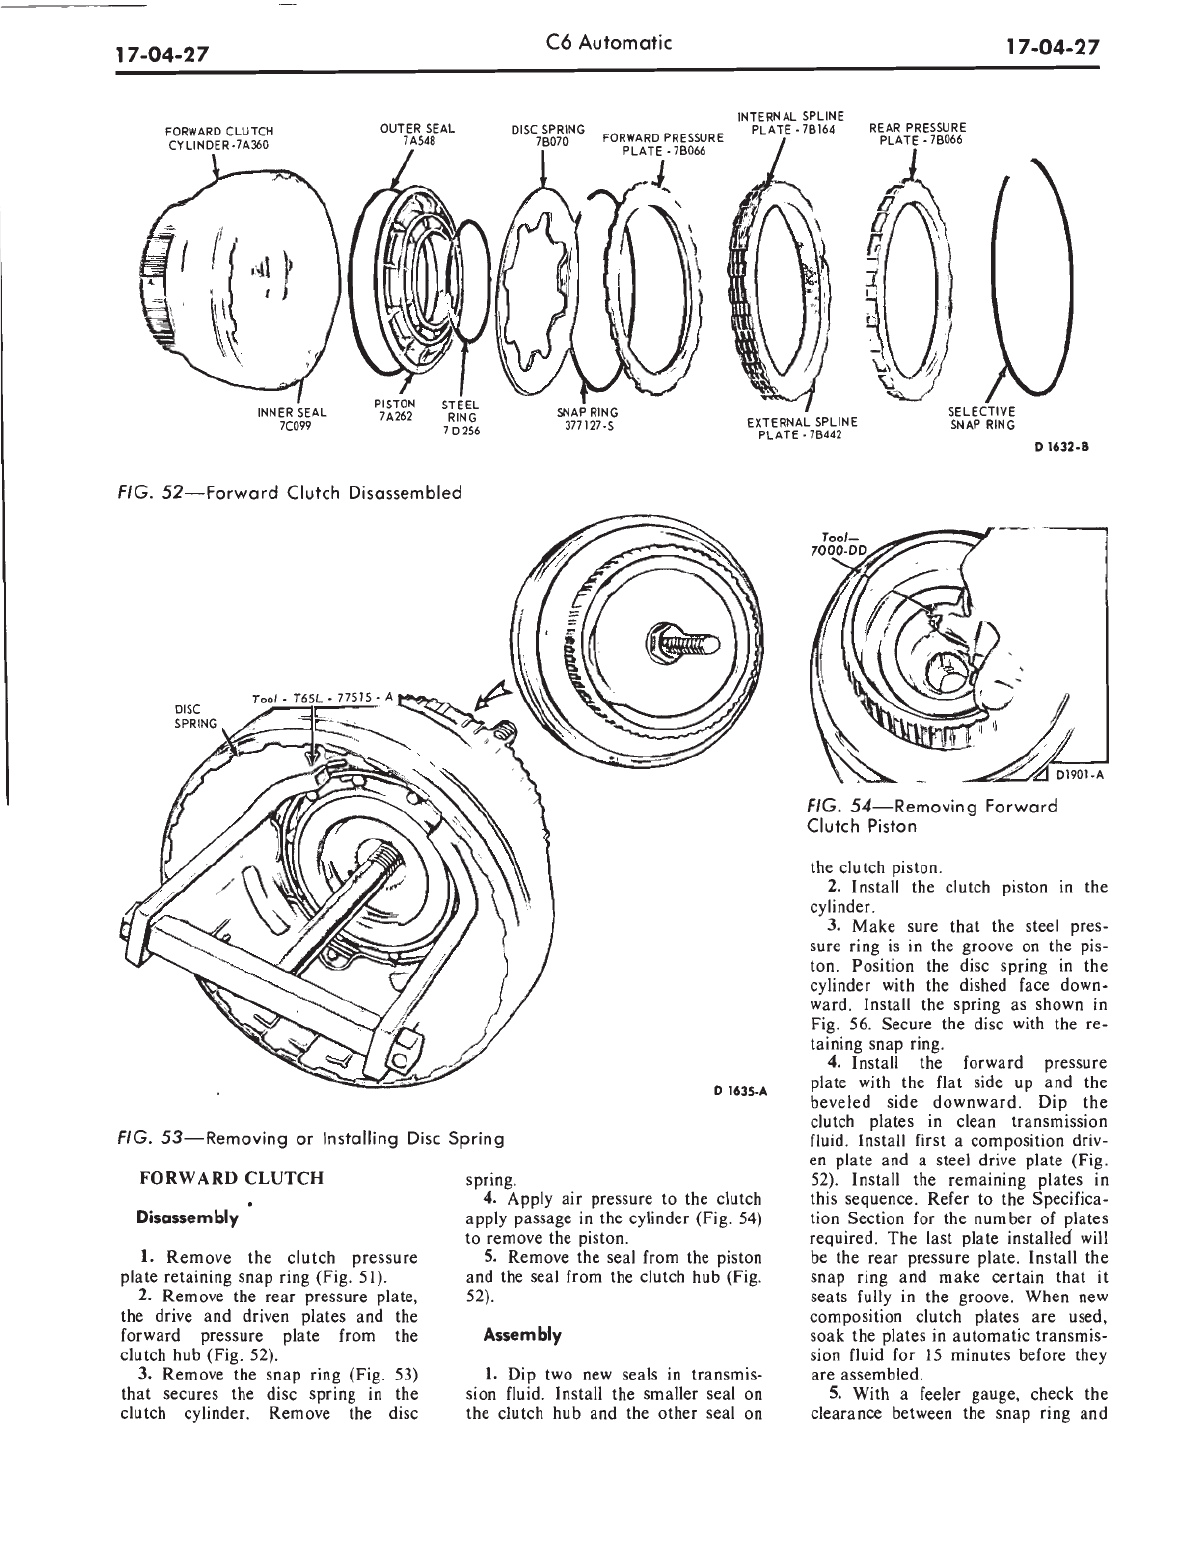 17-04-27
C6 Automatic
17-04-27
FORWARD CLUTCH
CYLINDER-7A360
OUTER SEAL
7A548
DISC SPRING
7B070
FORWARD PRESSURE
PLATE - 7B066
INTERNAL SPLINE
PLATE - 7B164
REAR PRESSURE
PLATE - 7B066
INNER SEAL
7C099
PISTON
7A262
STEEL
RING
7D256
SNAP RING
377127-S
EXTERNAL SPLINE
PLATE - 7B442
SELECTIVE
SNAP RING
D 1632-B
FIG. 52—Forward Clutch Disassembled
Tool - T65L - 77515 - A
DISC
SPRING
D 1635-A
FIG. 53—Removing or Installing Disc Spring
Tool—
7000-DD
D1901-A
FIG. 54—Removing Forward
Clutch Piston
FORWARD CLUTCH
Disassembly
1. Remove the clutch pressure
plate retaining snap ring (Fig. 51).
2. Remove the rear pressure plate,
the drive and driven plates and the
forward pressure plate from the
clutch hub (Fig. 52).
3. Remove the snap ring (Fig. 53)
that secures the disc spring in the
clutch cylinder. Remove the disc
spring.
4. Apply air pressure to the clutch
apply passage in the cylinder (Fig. 54)
to remove the piston.
5. Remove the seal from the piston
and the seal from the clutch hub (Fig.
52).
Assembly
1. Dip two new seals in transmis-
sion fluid. Install the smaller seal on
the clutch hub and the other seal on
the clutch piston.
2. Install the clutch piston in the
cylinder.
3. Make sure that the steel pres-
sure ring is in the groove on the pis-
ton. Position the disc spring in the
cylinder with the dished face down-
ward. Install the spring as shown in
Fig. 56. Secure the disc with the re-
taining snap ring.
4. Install the forward pressure
plate with the flat side up and the
beveled side downward. Dip the
clutch plates in clean transmission
fluid. Install first a composition driv-
en plate and a steel drive plate (Fig.
52). Install the remaining plates in
this sequence. Refer to the Specifica-
tion Section for the number of plates
required. The last plate installed will
be the rear pressure plate. Install the
snap ring and make certain that it
seats fully in the groove. When new
composition clutch plates are used,
soak the plates in automatic transmis-
sion fluid for 15 minutes before they
are assembled.
5. With a feeler gauge, check the
clearance between the snap ring and